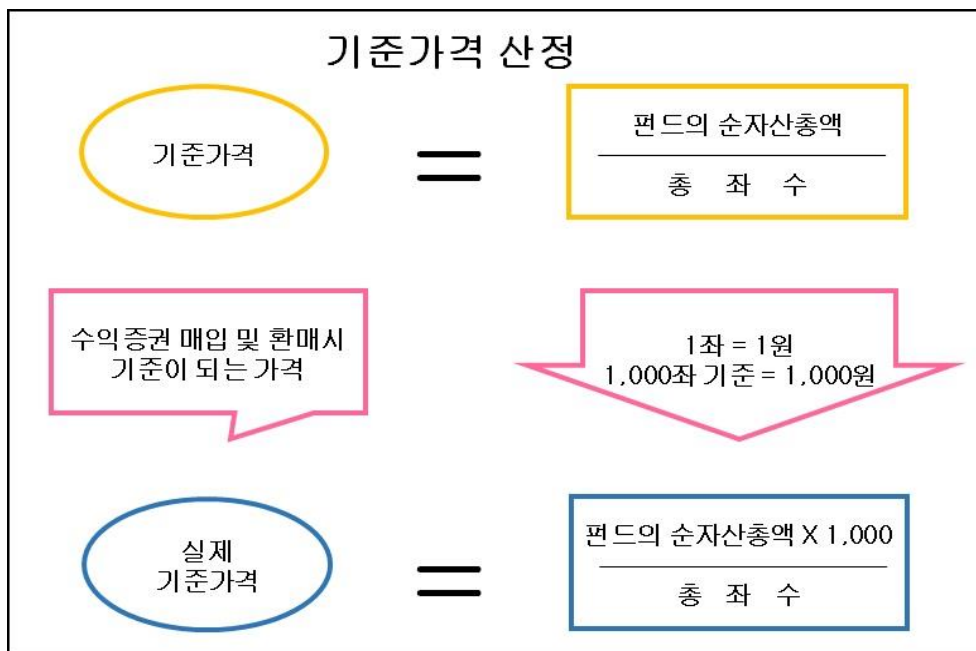 기준가격 산정
기준가격
=
펀드의 순자산총액
총 좌 수
수익증권 매입 및 환매시
기준이 되는 가격
1좌 = 1원
1,000좌 기준 = 1,000원
실제
기준가격
=
펀드의 순자산총액 X 1,000
총 좌 수